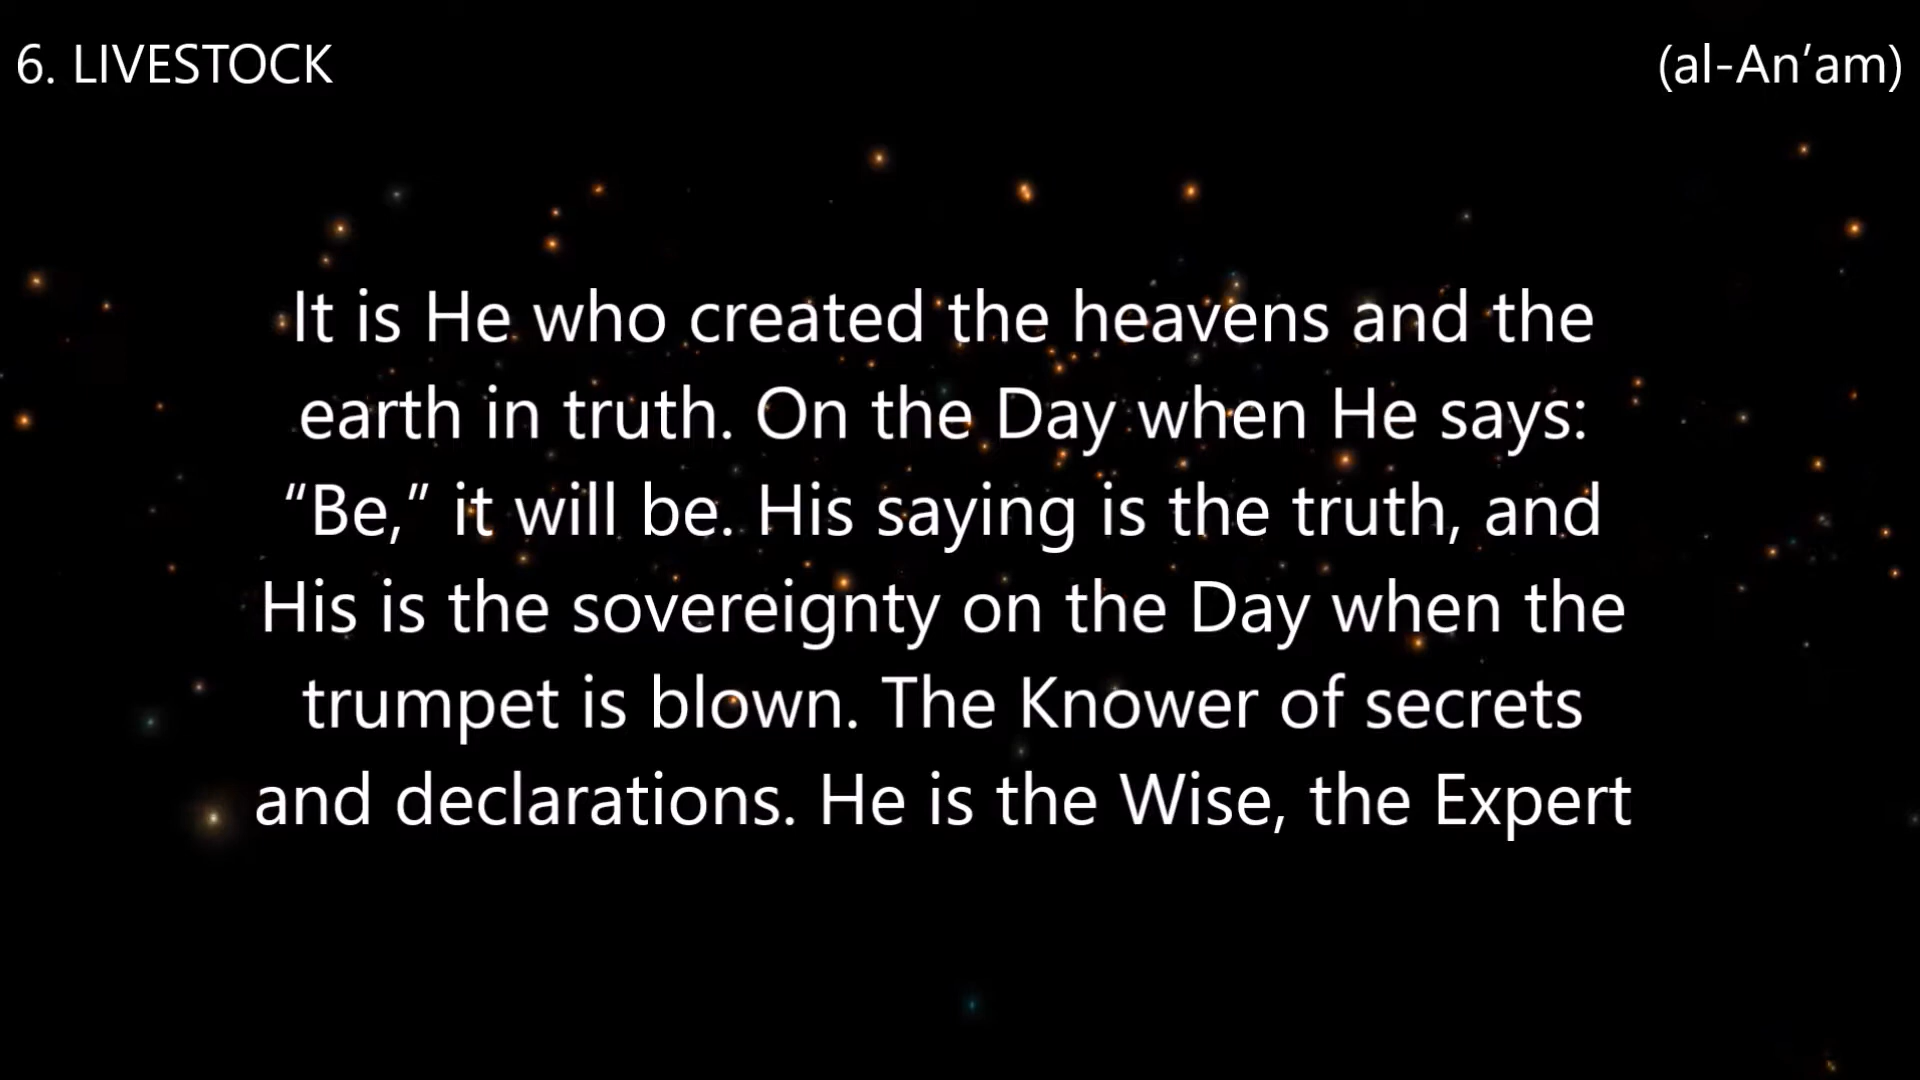 6. LIVESTOCK (al-An’am)
It is He who created the heavens and the
earth in truth. On the Day when He says:
“Be,” it will be. His saying is the truth, and
His is the sovereignty on the Day when the
trumpet is blown. The Knower of secrets
and declarations. He is the Wise, the Expert